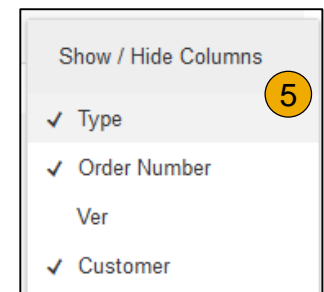 Show / Hide Columns
5
✓ Type
✓ Order Number
Ver
✓ Customer